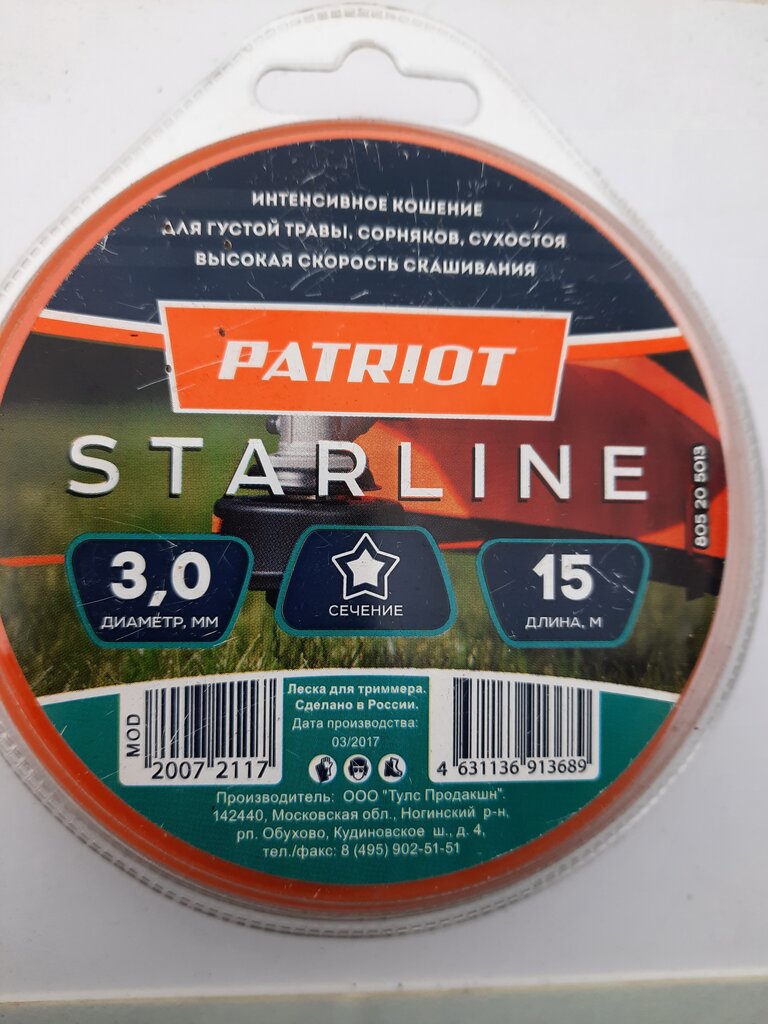 ИНТЕНСИВНОЕ КОШЕНИЕ
ДЛЯ ГУСТОЙ ТРАВЫ, СОРНЯКОВ, СУХОСТОЯ
ВЫСОКАЯ СКОРОСТЬ СКАШИВАНИЯ
PATRIOT
STARLINE
805 20 5013
3,0
ДИАМЕТР, ММ
СЕЧЕНИЕ
15
ДЛИНА, М
MOD
2007 2117
Леска для триммера.
Сделано в России.
Дата производства:
03/2017
4 631136 913689
Производитель: ООО "Тулс Продакшн".
142440, Московская обл., Ногинский р-н,
рп. Обухово, Кудиновское ш., д. 4,
тел./факс: 8 (495) 902-51-51